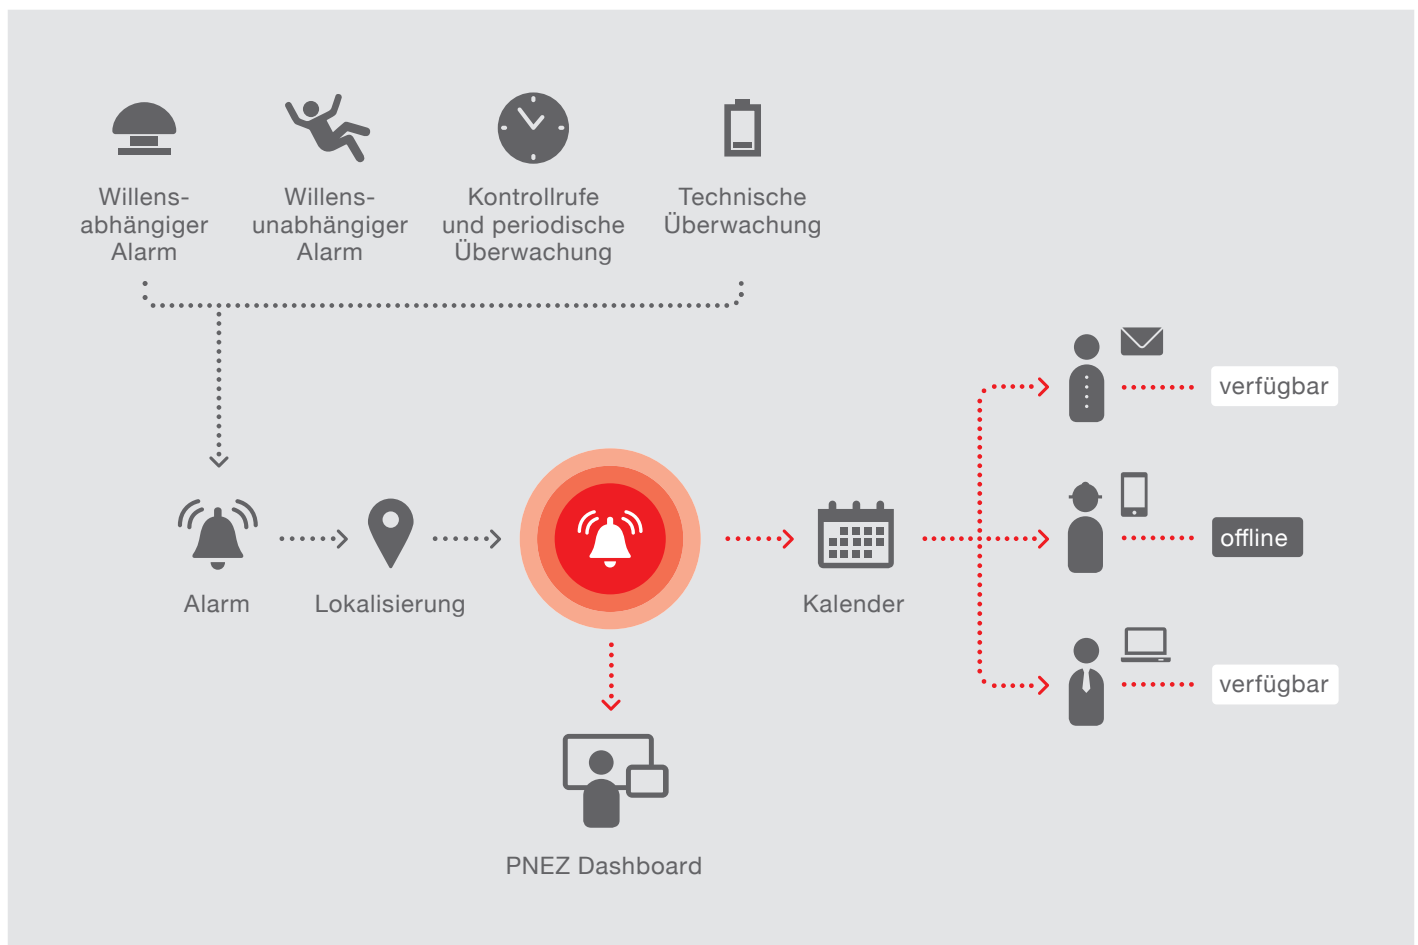 Willens-
abhängiger
Alarm
Willens-
unabhängiger
Alarm
Kontrollrufe
und periodische
Überwachung
Technische
Überwachung
verfügbar
offline
verfügbar
Alarm
Lokalisierung
Kalender
PNEZ Dashboard